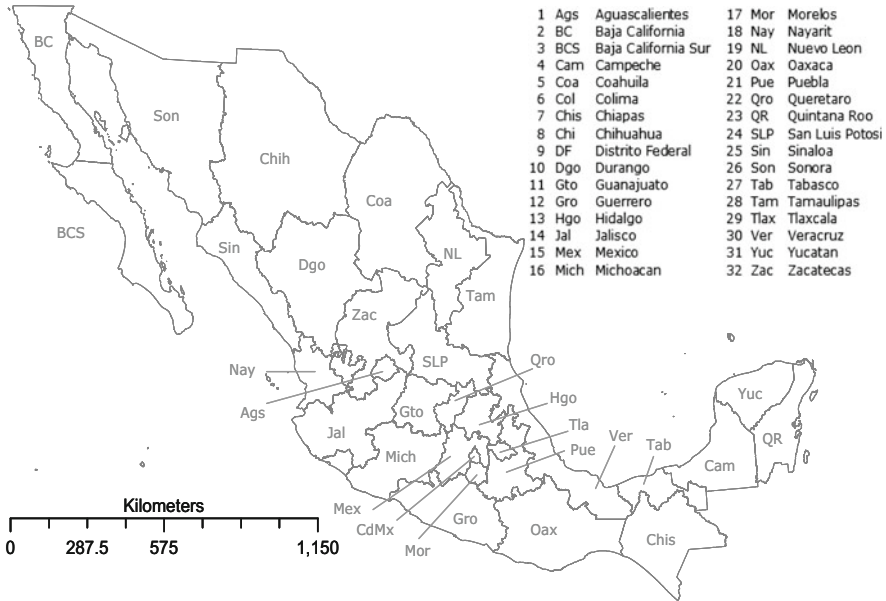 1 Ags Aguascalientes
2 BC Baja California
3 BCS Baja California Sur
4 Cam Campeche
5 Coa Coahuila
6 Col Colima
7 Chis Chiapas
8 Chi Chihuahua
9 DF Distrito Federal
10 Dgo Durango
11 Gto Guanajuato
12 Gro Guerrero
13 Hgo Hidalgo
14 Jal Jalisco
15 Mex Mexico
16 Mich Michoacan
17 Mor Morelos
18 Nay Nayarit
19 NL Nuevo Leon
20 Oax Oaxaca
21 Pue Puebla
22 Qro Queretaro
23 QR Quintana Roo
24 SLP San Luis Potosi
25 Sin Sinaloa
26 Son Sonora
27 Tab Tabasco
28 Tam Tamaulipas
29 Tlax Tlaxcala
30 Ver Veracruz
31 Yuc Yucatan
32 Zac Zacatecas
BC
Son
Chih
Coa
BCS
Sin
Dgo
NL
Tam
Zac
Nay
SLP
Qro
Ags
Gto
Hgo
Yuc
Jal
Tla
Ver
Tab
QR
Mich
Pue
Cam
Mex
CdMx
Mor
Gro
Oax
Chis
Kilometers
0 287.5 575 1,150